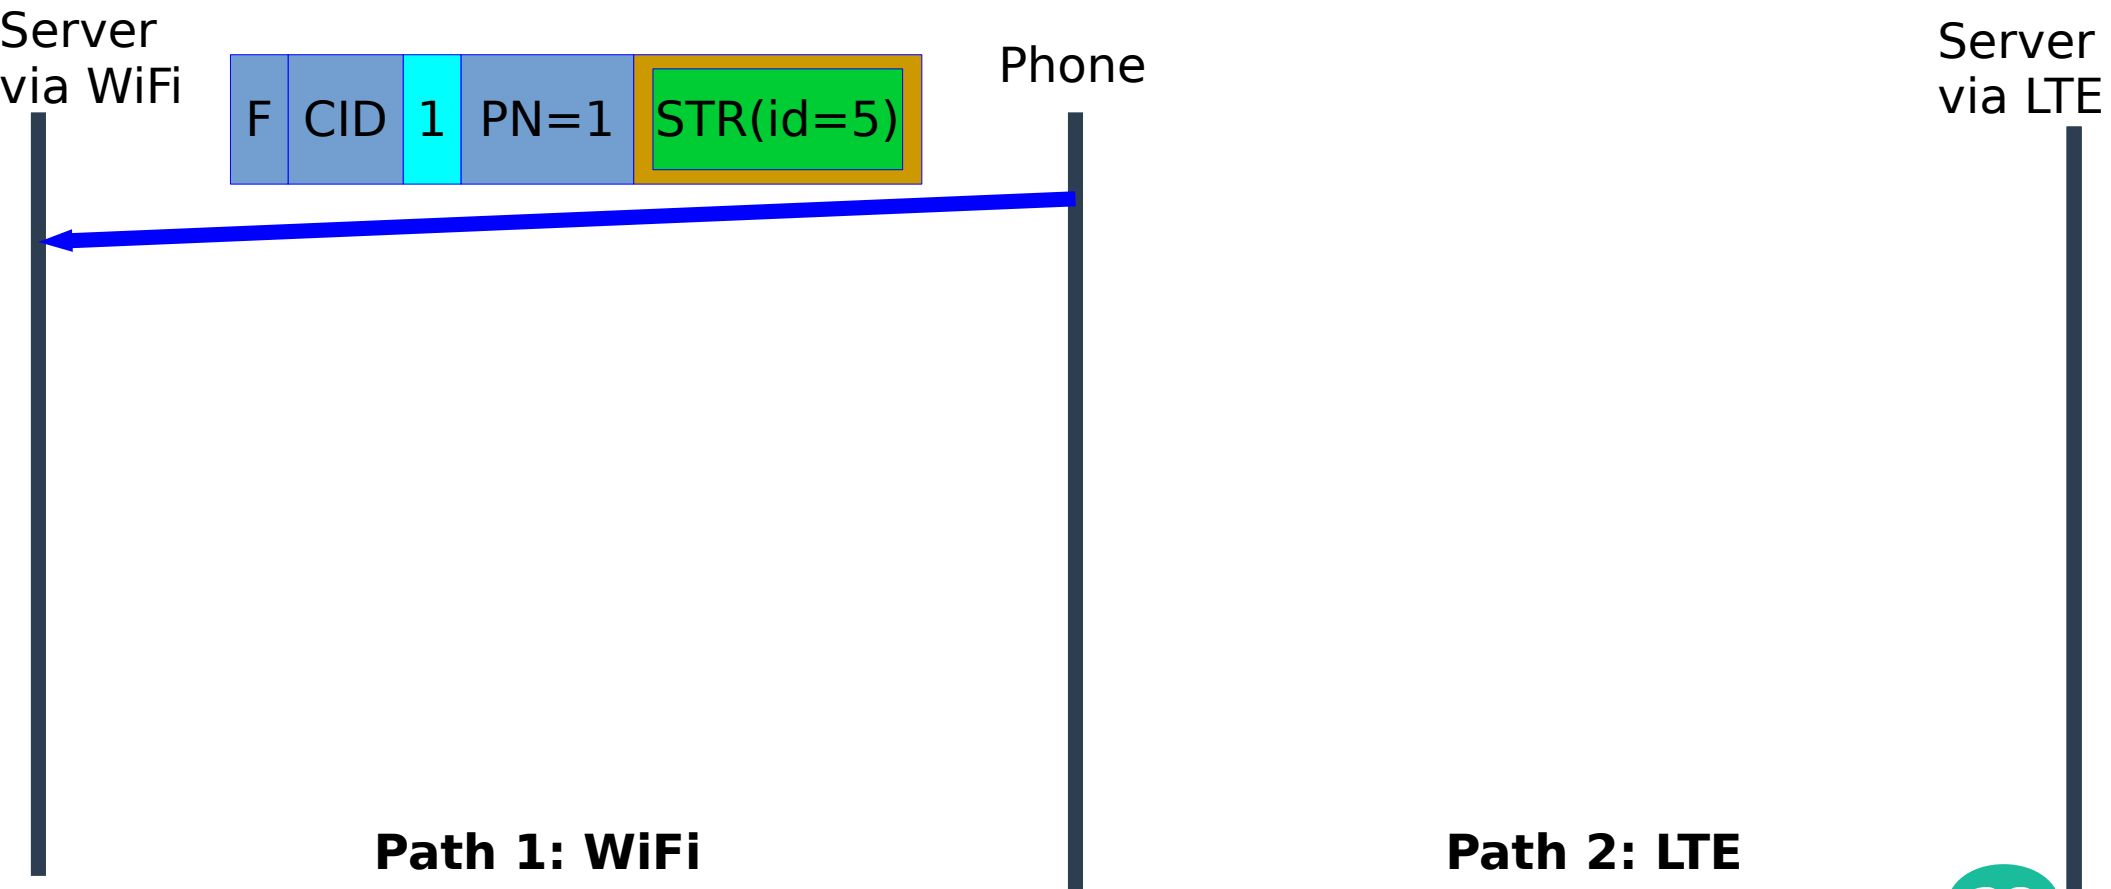 Server
via WiFi
F CID 1 PN=1 STR(id=5)
Phone
Server
via LTE
Path 1: WiFi
Path 2: LTE